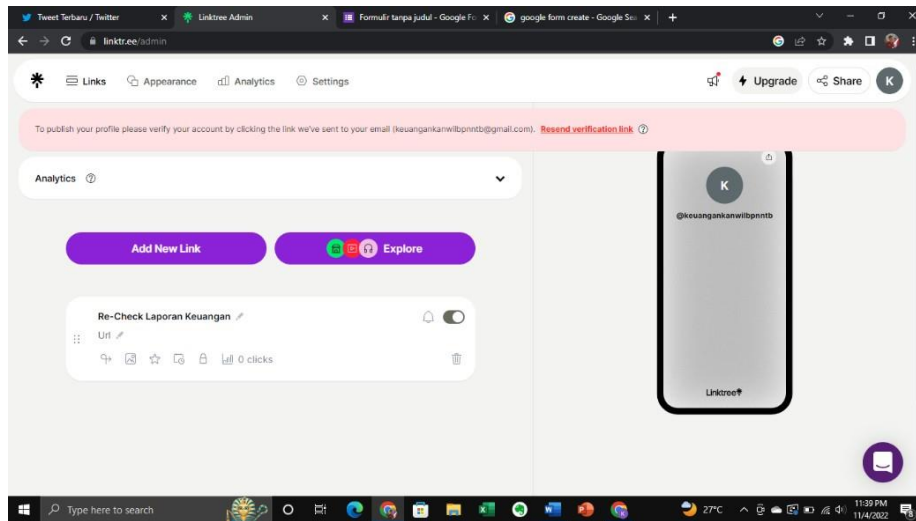 Tweet Terbaru / Twitter
Linktree Admin
Formulir tanpa judul - Google Fo
google form create - Google Sea
linktr.ee/admin
Links
Appearance
Analytics
Settings
Upgrade
Share
K
To publish your profile please verify your account by clicking the link we've sent to your email (keuangankanwilbpnntb@gmail.com). Resend verification link
Analytics
K
@keuangankanwilbpnntb
Add New Link
Explore
Re-Check Laporan Keuangan
Url
0 clicks
Linktree
Type here to search
27°C
11:39 PM
11/4/2022